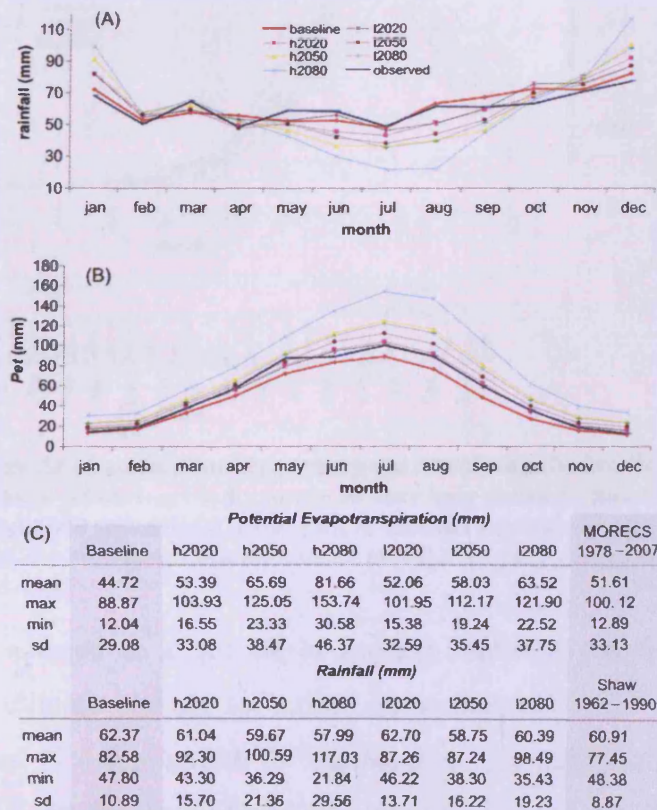 (A)
baseline l2020
h2020 l2050
h2050 l2080
h2080 observed
rainfall (mm)
110
90
70
50
30
10
jan feb mar apr may jun jul aug sep oct nov dec
month
(B)
Pet (mm)
180
160
140
120
100
80
60
40
20
0
jan feb mar apr may jun jul aug sep oct nov dec
month
(C)
Potential Evapotranspiration (mm)
Baseline h2020 h2050 h2080 l2020 l2050 l2080 MORECS 1978-2007
mean 44.72 53.39 65.69 81.66 52.06 58.03 63.52 51.61
max 88.87 103.93 125.05 153.74 101.95 112.17 121.90 100.12
min 12.04 16.55 23.33 30.58 15.38 19.24 22.52 12.89
sd 29.08 33.08 38.47 46.37 32.59 35.45 37.75 33.13
Rainfall (mm)
Baseline h2020 h2050 h2080 l2020 l2050 l2080 Shaw 1962-1990
mean 62.37 61.04 59.67 57.99 62.70 58.75 60.39 60.91
max 82.58 92.30 100.59 117.03 87.26 87.24 98.49 77.45
min 47.80 43.30 36.29 21.84 46.22 38.30 35.43 48.38
sd 10.89 15.70 21.36 29.56 13.71 16.22 19.23 8.87